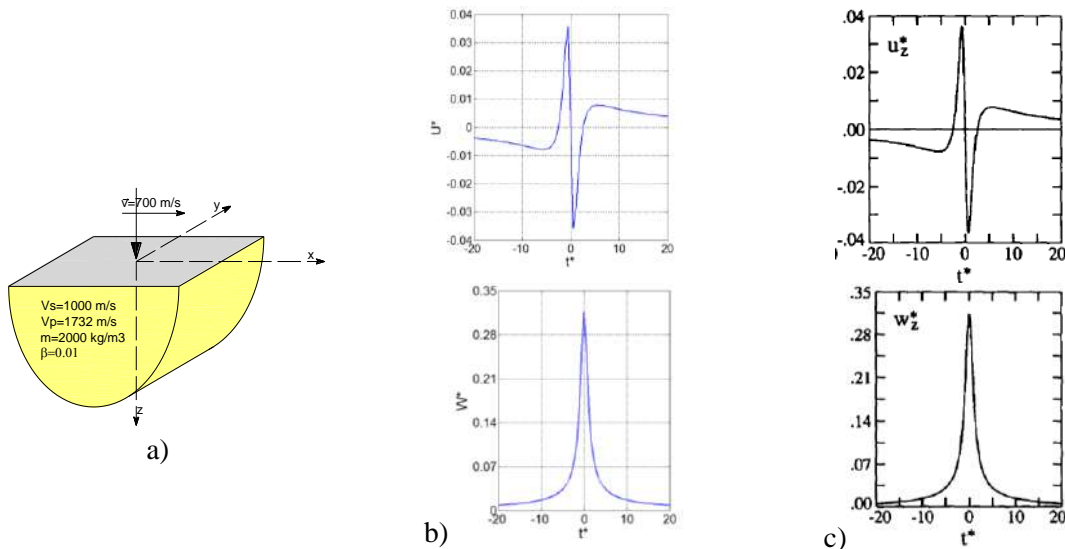 v̄=700 m/s
y
x
Vs=1000 m/s
Vp=1732 m/s
m=2000 kg/m3
β=0.01
z
a)
0.04
0.03
0.02
0.01
0
-0.01
-0.02
-0.03
-0.04
U*
-20 -10 0 10 20
t*
0.35
0.28
0.21
0.14
0.07
0
W*
-20 -10 0 10 20
t*
b)
.04
.02
.00
-.02
-.04
u*z
-20 -10 0 10 20
t*
.35
.28
.21
.14
.07
.00
w*z
-20 -10 0 10 20
t*
c)